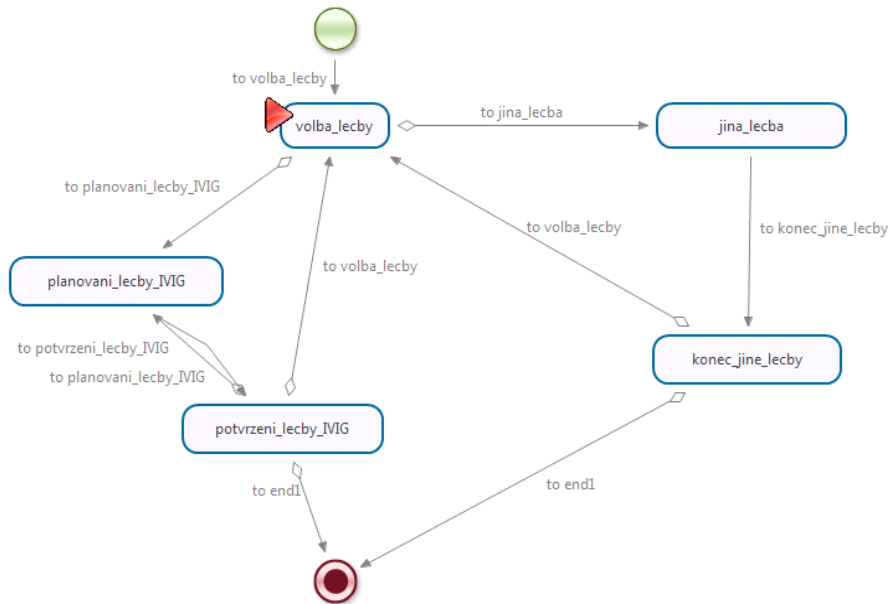 to volba_lecby
volba_lecby
to jina_lecba
jina_lecba
to planovani_lecby_IVIG
to volba_lecby
to konec_jine_lecby
to volba_lecby
planovani_lecby_IVIG
to potvrzeni_lecby_IVIG
to planovani_lecby_IVIG
konec_jine_lecby
potvrzeni_lecby_IVIG
to end1
to end1